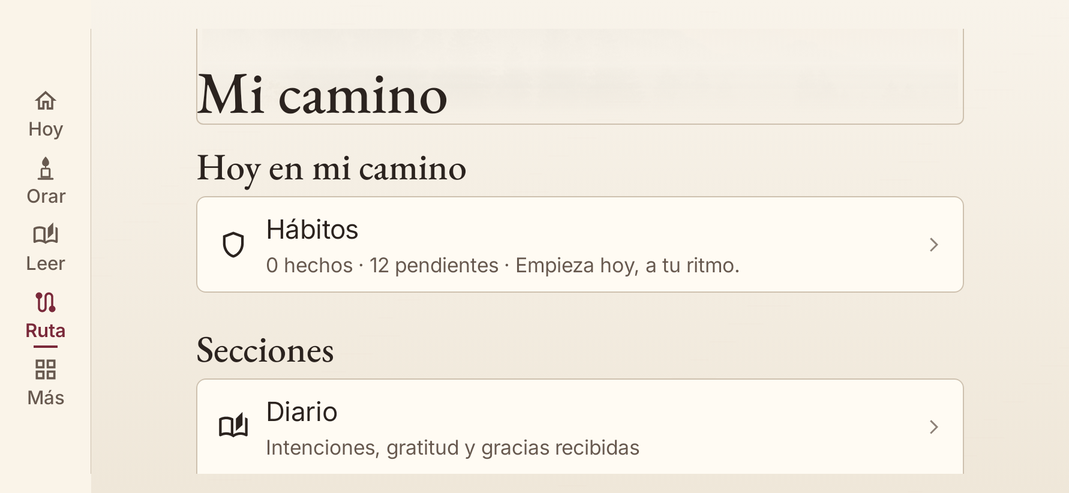 Hoy
Orar
Leer
Ruta
Más
Mi camino
Hoy en mi camino
Hábitos
0 hechos · 12 pendientes · Empieza hoy, a tu ritmo.
Secciones
Diario
Intenciones, gratitud y gracias recibidas